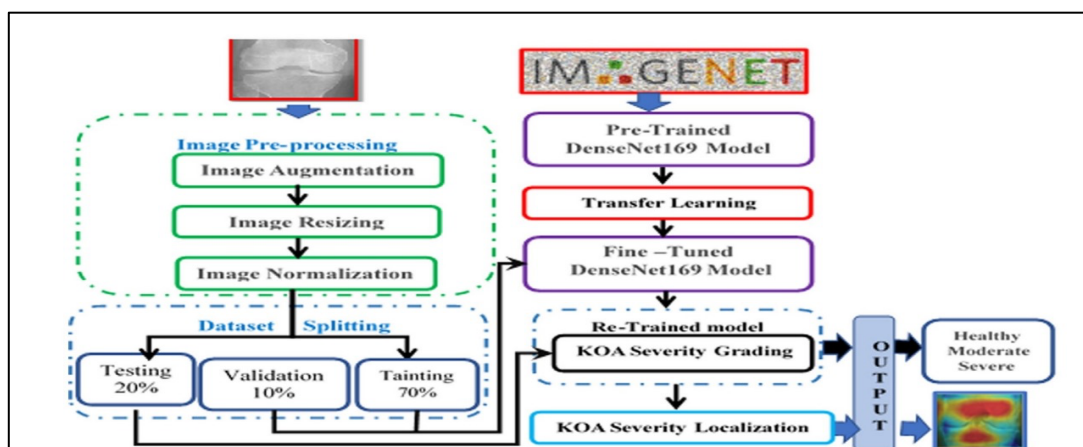 IMAGENET
Image Pre-processing
Image Augmentation
Image Resizing
Image Normalization
Dataset Splitting
Testing
20%
Validation
10%
Tainting
70%
Pre-Trained
DenseNet169 Model
Transfer Learning
Fine –Tuned
DenseNet169 Model
Re-Trained model
KOA Severity Grading
KOA Severity Localization
OUTPUT
Healthy
Moderate
Severe